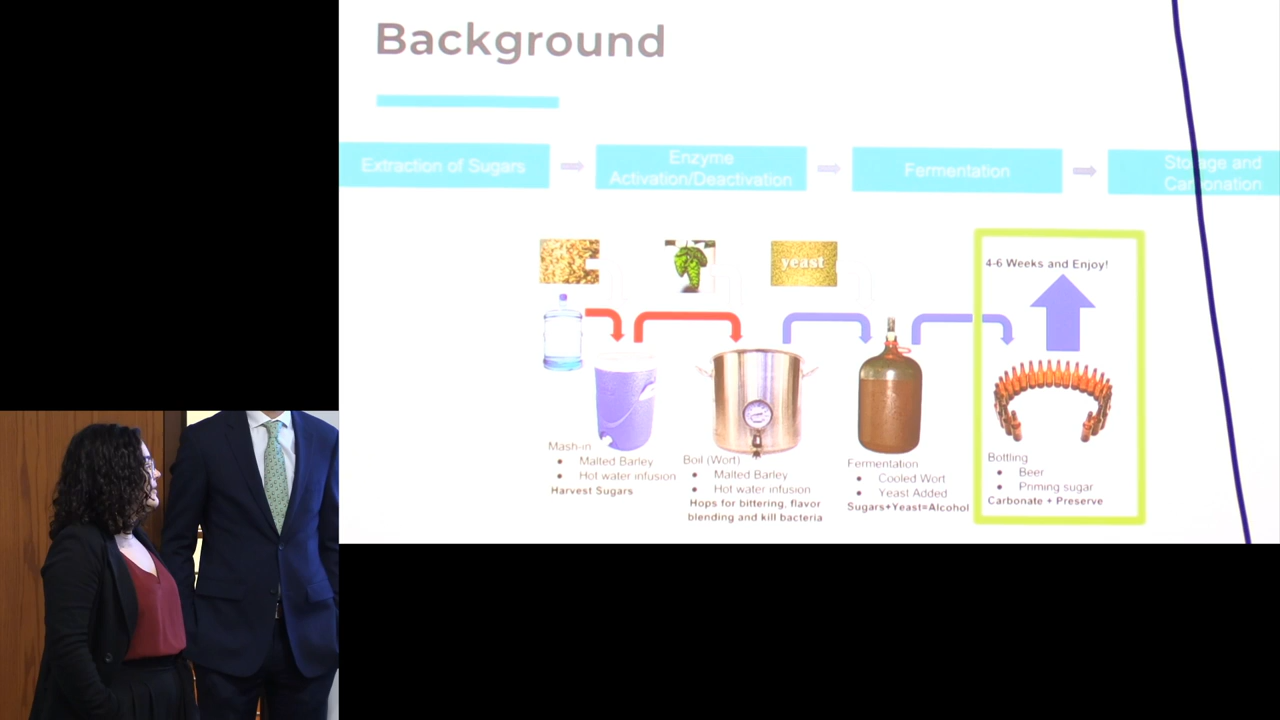 Background
Extraction of Sugars
Enzyme
Activation/Deactivation
Fermentation
Storage and
Carbonation
yeast
4-6 Weeks and Enjoy!
Mash-in
• Malted Barley
• Hot water infusion
Harvest Sugars
Boil (Wort)
• Malted Barley
• Hot water infusion
Hops for bittering, flavor
blending and kill bacteria
Fermentation
• Cooled Wort
• Yeast Added
Sugars+Yeast=Alcohol
Bottling
• Beer
• Priming sugar
Carbonate + Preserve